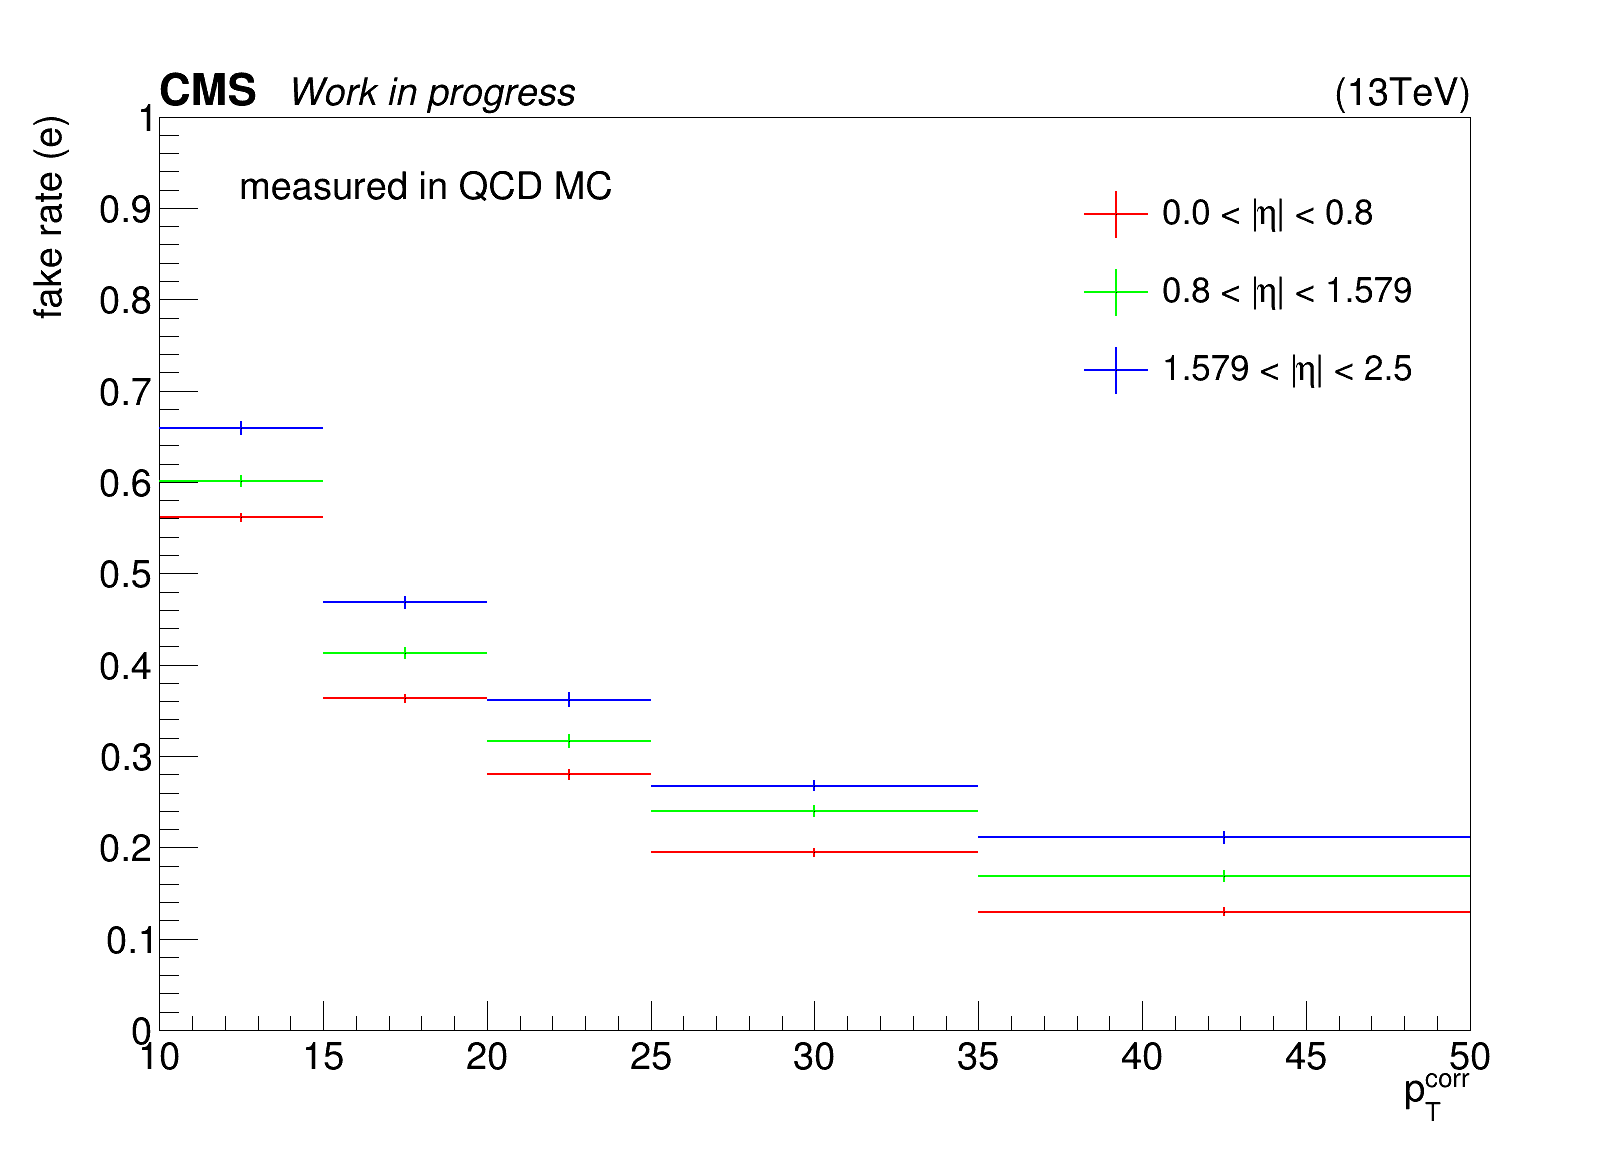 CMS Work in progress (13TeV)
fake rate (e)
measured in QCD MC
0.0 < |η| < 0.8
0.8 < |η| < 1.579
1.579 < |η| < 2.5
1
0.9
0.8
0.7
0.6
0.5
0.4
0.3
0.2
0.1
0
10 15 20 25 30 35 40 45 50
p_T^corr